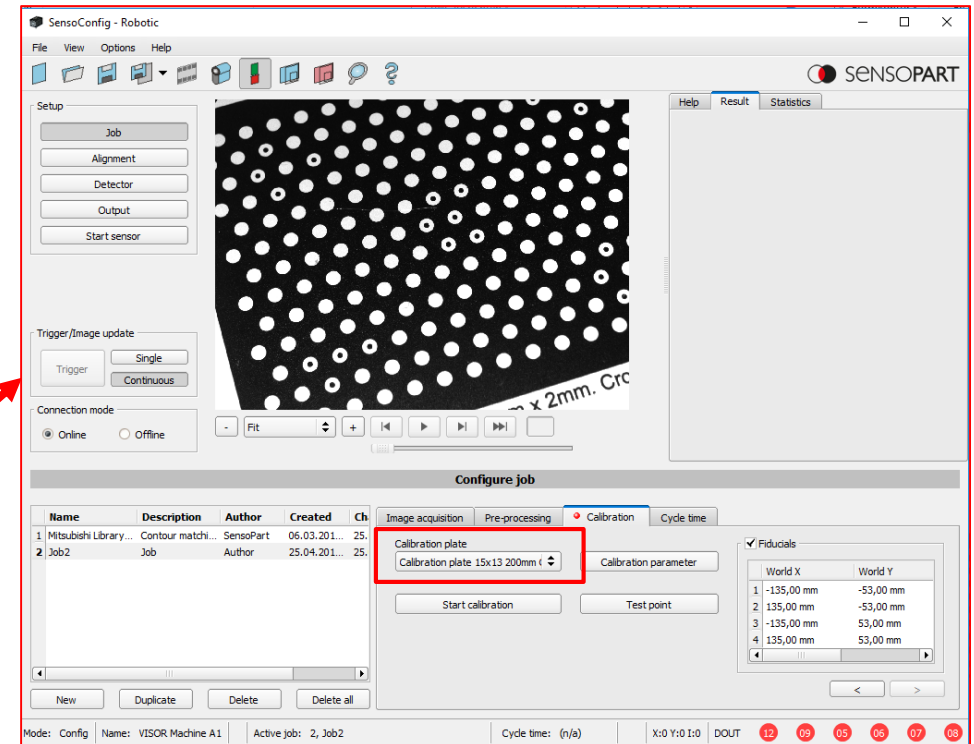 SensoConfig - Robotic
File View Options Help
SENSOPART
Setup
Job
Alignment
Detector
Output
Start sensor
Trigger/Image update
Trigger
Single
Continuous
Connection mode
Online Offline
m x 2mm. Crc
- Fit +
Help Result Statistics
Configure job
Name Description Author Created Ch
1 Mitsubishi Library... Contour matchi... SensoPart 06.03.201... 25.
2 Job2 Job Author 25.04.201... 25.
New Duplicate Delete Delete all
Image acquisition Pre-processing Calibration Cycle time
Calibration plate
Calibration plate 15x13 200mm (
Calibration parameter
Start calibration
Test point
Fiducials
World X World Y
1 -135,00 mm -53,00 mm
2 135,00 mm -53,00 mm
3 -135,00 mm 53,00 mm
4 135,00 mm 53,00 mm
< >
Mode: Config Name: VISOR Machine A1 Active job: 2, Job2 Cycle time: (n/a) X:0 Y:0 I:0 DOUT 12 09 05 06 07 08